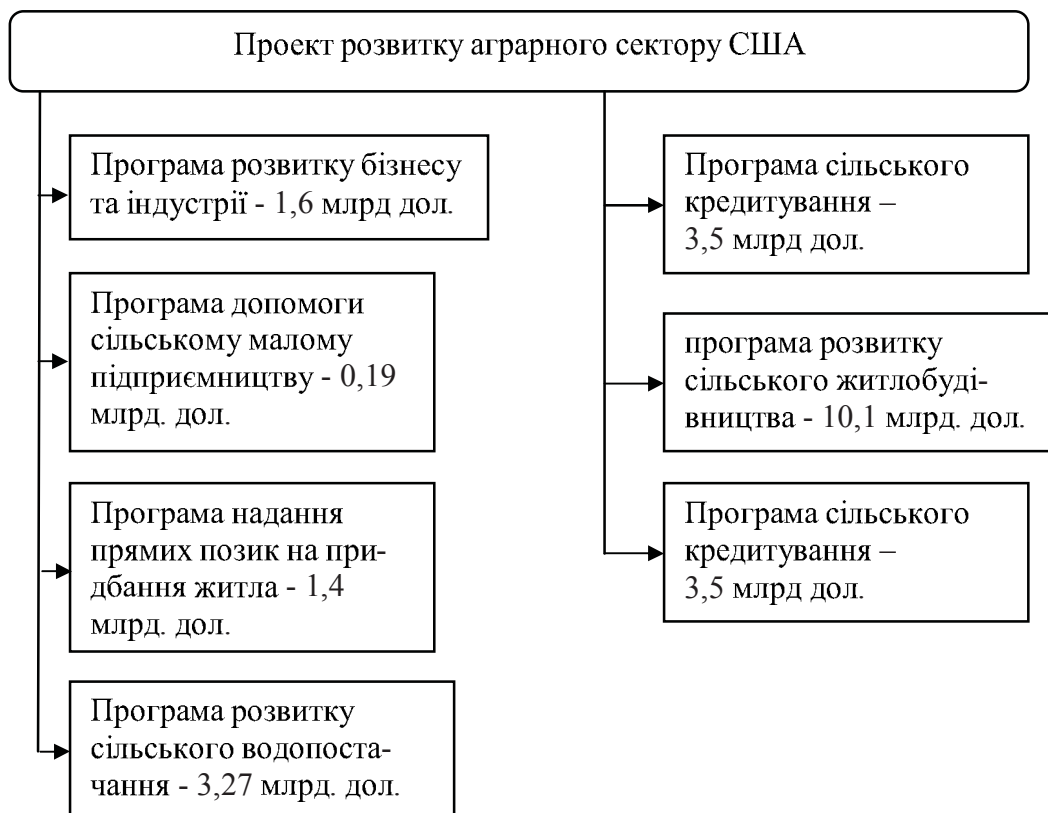 Проект розвитку аграрного сектору США
Програма розвитку бізнесу
та індустрії - 1,6 млрд дол.
Програма допомоги
сільському малому
підприємництву - 0,19
млрд. дол.
Програма надання
прямих позик на при-
дбання житла - 1,4
млрд. дол.
Програма розвитку
сільського водопоста-
чання - 3,27 млрд. дол.
Програма сільського
кредитування –
3,5 млрд дол.
програма розвитку
сільського житлобуді-
вництва - 10,1 млрд. дол.
Програма сільського
кредитування –
3,5 млрд дол.